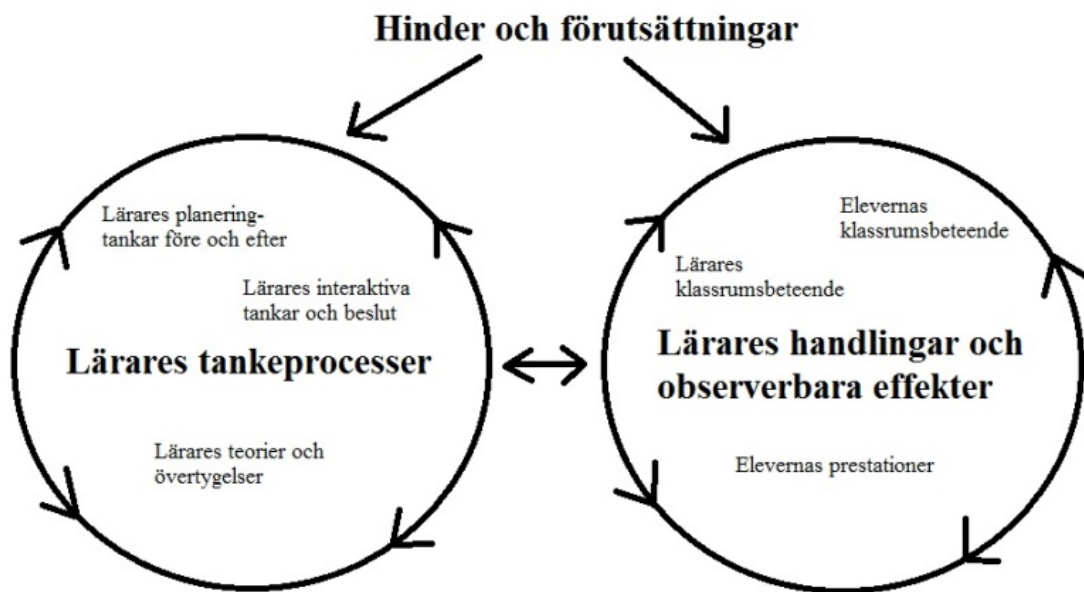 Hinder och förutsättningar
Lärares planering-
tankar före och efter
Lärares interaktiva
tankar och beslut
Lärares tankeprocesser
Lärares teorier och
övertygelser
Elevernas
klassrumsbeteende
Lärares
klassrumsbeteende
Lärares handlingar och
observerbara effekter
Elevernas prestationer